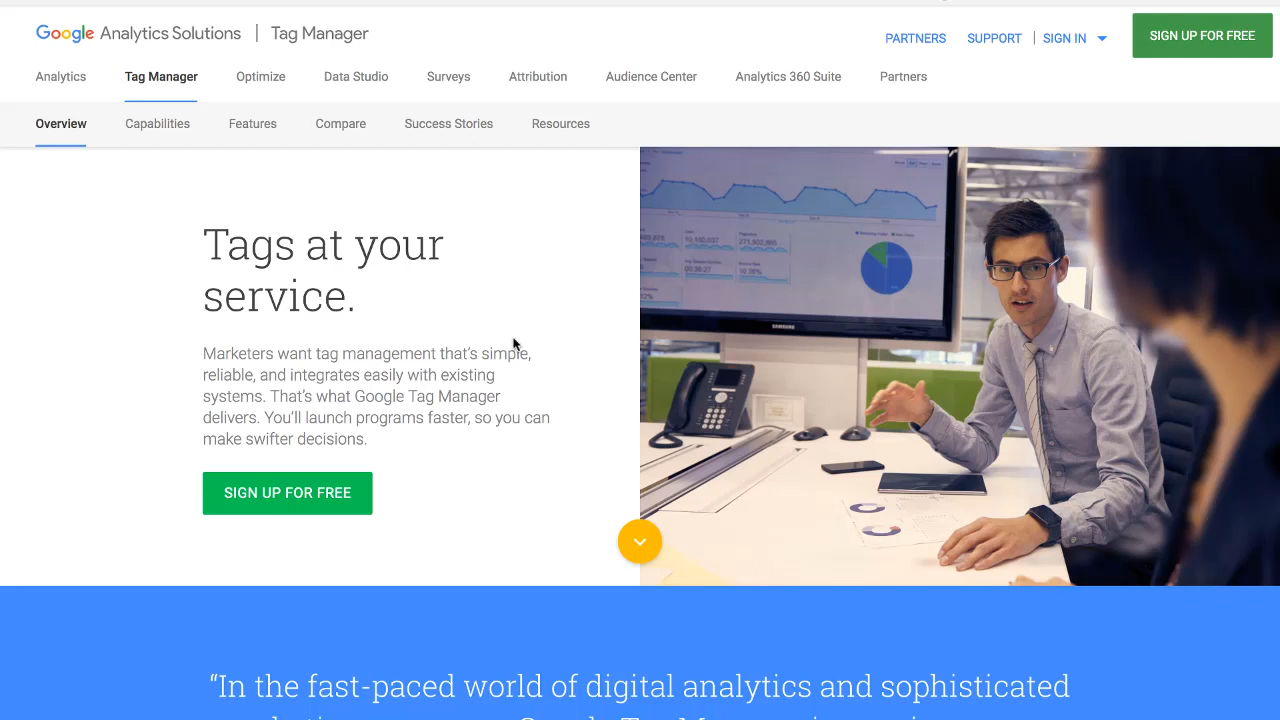 Google Analytics Solutions | Tag Manager
PARTNERS SUPPORT | SIGN IN
SIGN UP FOR FREE
Analytics Tag Manager Optimize Data Studio Surveys Attribution Audience Center Analytics 360 Suite Partners
Overview Capabilities Features Compare Success Stories Resources
Tags at your
service.
Marketers want tag management that's simple,
reliable, and integrates easily with existing
systems. That's what Google Tag Manager
delivers. You'll launch programs faster, so you can
make swifter decisions.
SIGN UP FOR FREE
SAMSUNG
“In the fast-paced world of digital analytics and sophisticated